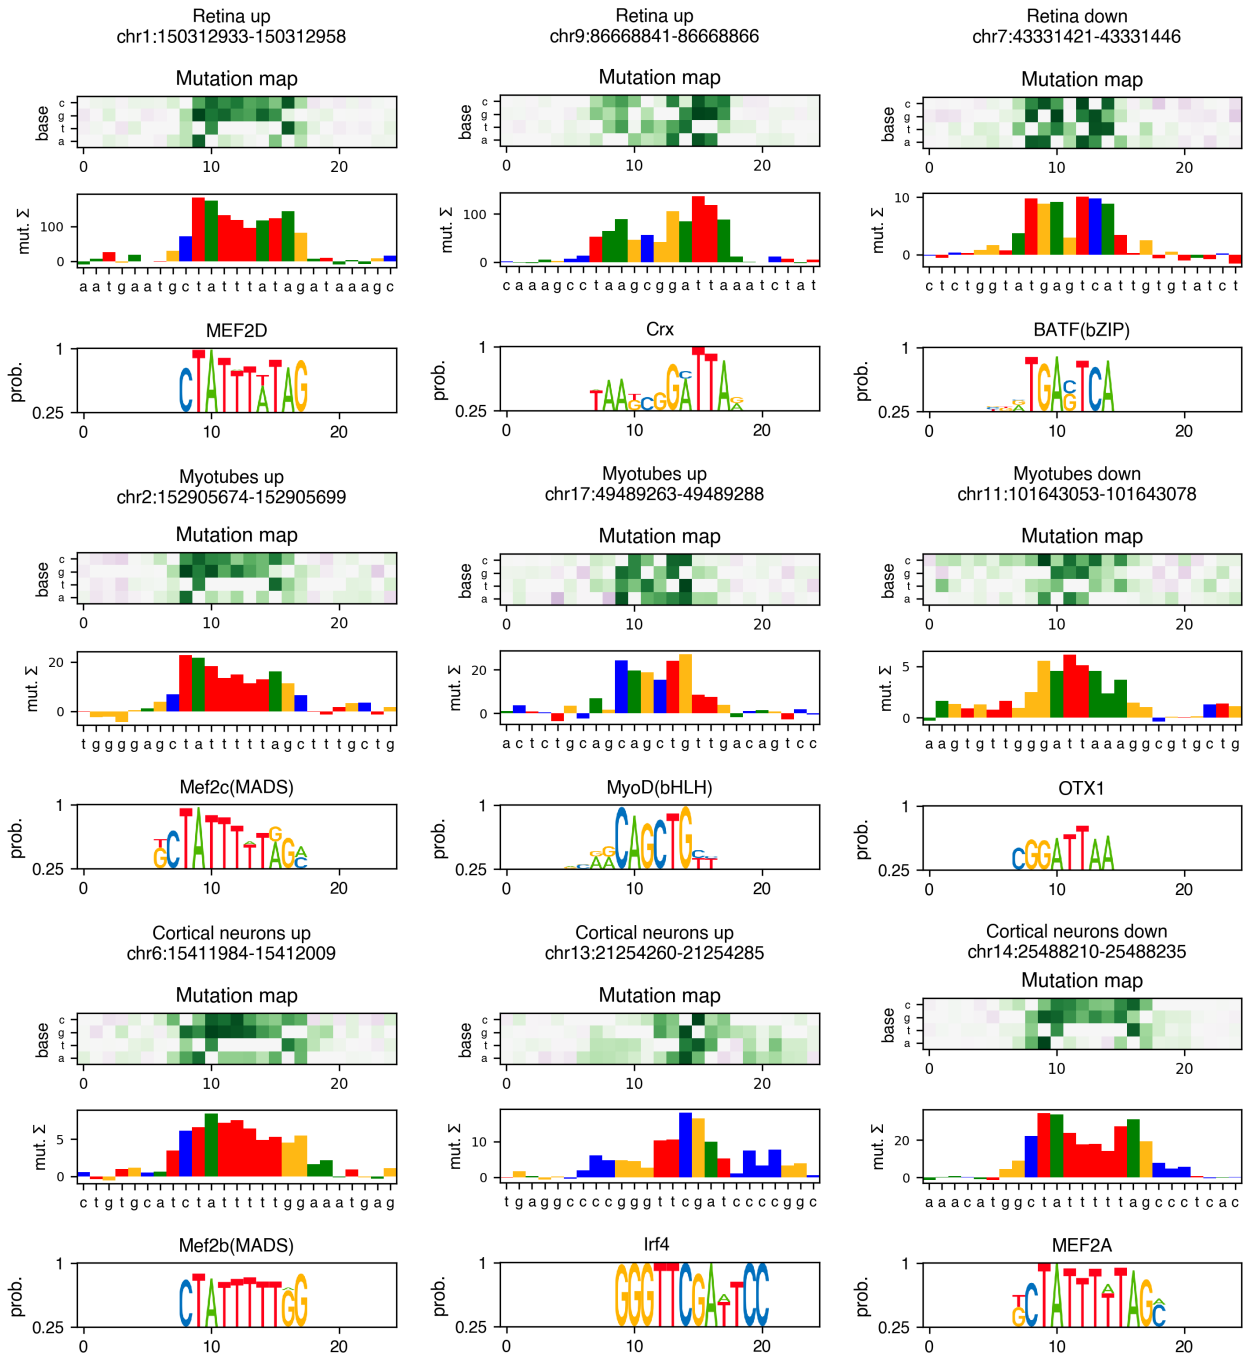 Retina up
chr1:150312933-150312958
Mutation map
base
c
g
t
a
0 10 20
mut. Σ
100
0
a a t g a a t g c t a t t t a t a g a t a a a g c
MEF2D
prob.
1
0.25
0 10 20
Retina up
chr9:86668841-86668866
Mutation map
c
g
t
a
0 10 20
mut. Σ
100
0
c a a a g c c t a a g c g g a t t a a a t c t a t
Crx
prob.
1
0.25
0 10 20
Retina down
chr7:43331421-43331446
Mutation map
base
c
g
t
a
0 10 20
mut. Σ
10
0
c t c t g g t a t g a g t c a t t g t g t a t c t
BATF(bZIP)
prob.
1
0.25
0 10 20
Myotubes up
chr2:152905674-152905699
Mutation map
base
c
g
t
a
0 10 20
mut. Σ
20
0
t g g g g a g c t a t t t t t a g c t t t g c t g
Mef2c(MADS)
prob.
1
0.25
0 10 20
Myotubes up
chr17:49489263-49489288
Mutation map
base
c
g
t
a
0 10 20
mut. Σ
20
0
a c t c t g c a g c a g c t g t t g a c a g t c c
MyoD(bHLH)
prob.
1
0.25
0 10 20
Myotubes down
chr11:101643053-101643078
Mutation map
base
c
g
t
a
0 10 20
mut. Σ
5
0
a a g t g t t g g g a t t a a a g g c g t g c t g
OTX1
prob.
1
0.25
0 10 20
Cortical neurons up
chr6:15411984-15412009
Mutation map
base
c
g
t
a
0 10 20
mut. Σ
5
0
c t g t g c a t c t a t t t t t g g a a a t g a g
Mef2b(MADS)
prob.
1
0.25
0 10 20
Cortical neurons up
chr13:21254260-21254285
Mutation map
base
c
g
t
a
0 10 20
mut. Σ
10
0
t g a g g c c c c g g g t t c g a t c c c c g g c
Irf4
prob.
1
0.25
0 10 20
Cortical neurons down
chr14:25488210-25488235
Mutation map
base
c
g
t
a
0 10 20
mut. Σ
20
0
a a a c a t g g c t a t t t t t a g c c c t c a c
MEF2A
prob.
1
0.25
0 10 20